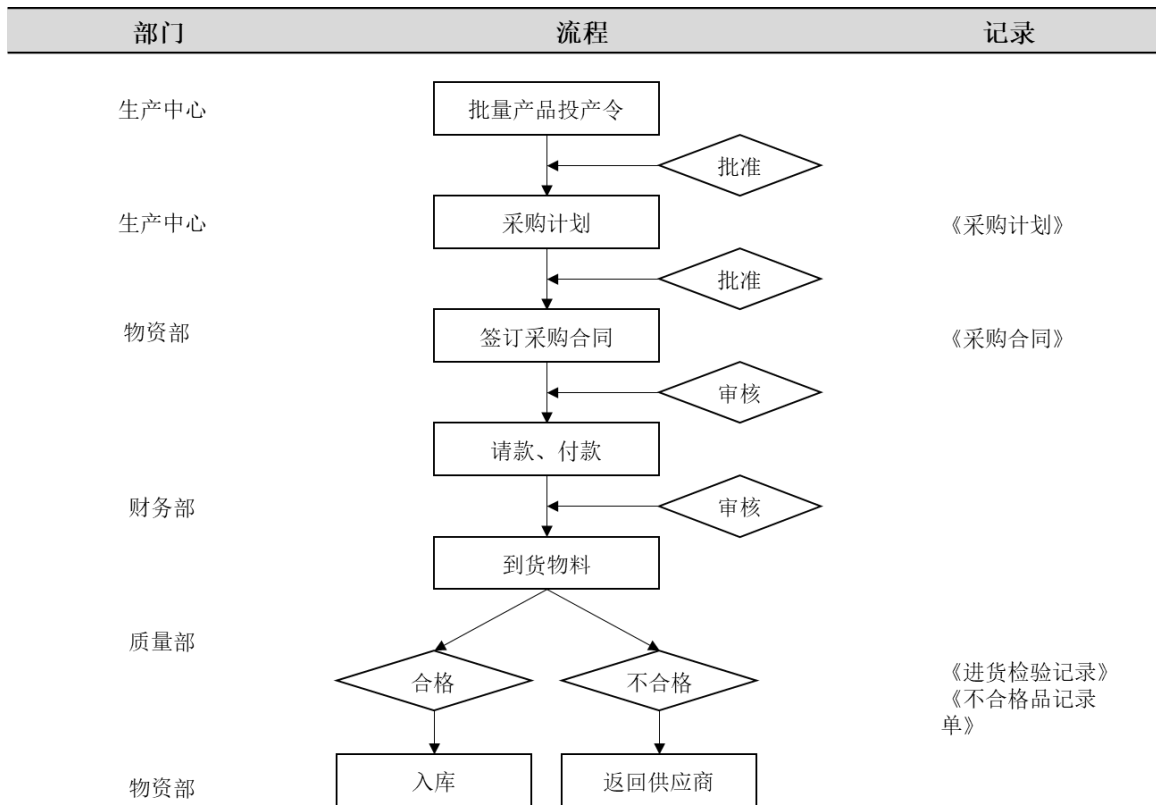 部门 流程 记录
生产中心 批量产品投产令
批准
生产中心 采购计划 《采购计划》
批准
物资部 签订采购合同 《采购合同》
审核
请款、付款
财务部 审核
到货物料
质量部
合格 不合格 《进货检验记录》
《不合格品记录
单》
物资部 入库 返回供应商